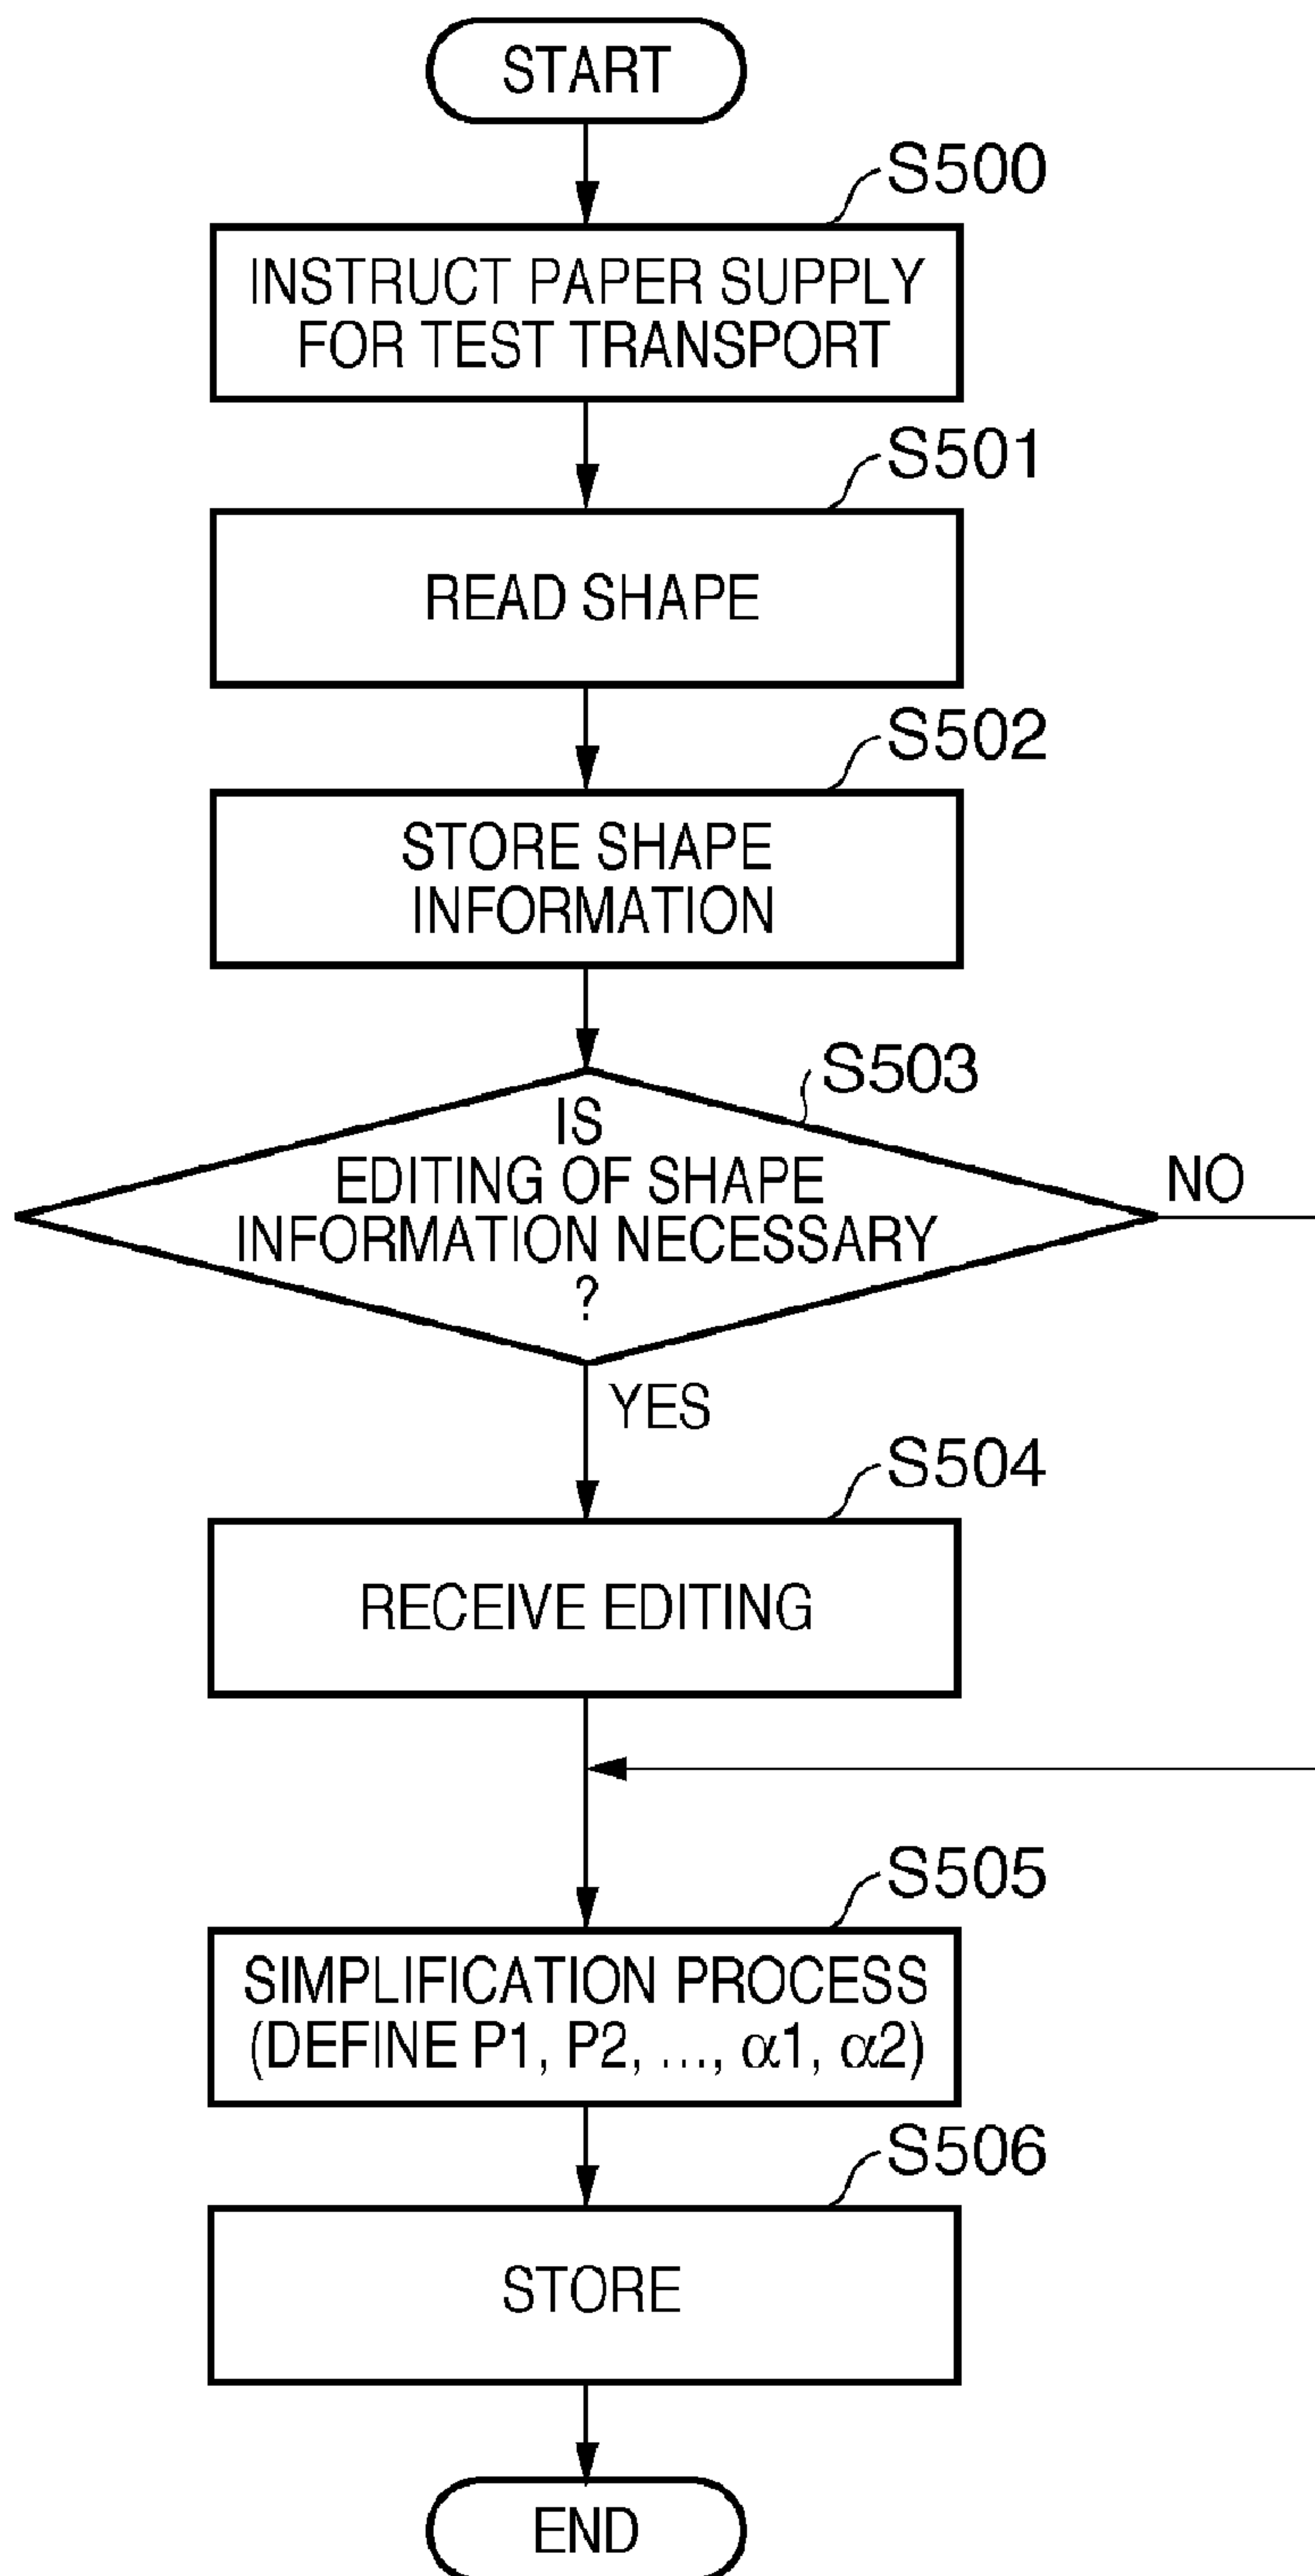 START
S500
INSTRUCT PAPER SUPPLY
FOR TEST TRANSPORT
S501
READ SHAPE
S502
STORE SHAPE
INFORMATION
S503
IS
EDITING OF SHAPE
INFORMATION NECESSARY
?
NO
YES
S504
RECEIVE EDITING
S505
SIMPLIFICATION PROCESS
(DEFINE P1, P2, ..., α1, α2)
S506
STORE
END